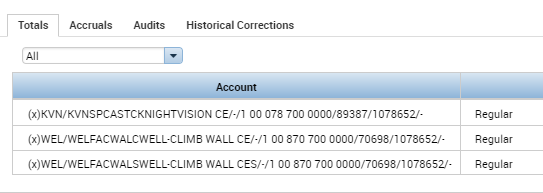 Totals Accruals Audits Historical Corrections
All
Account
(x)KVN/KVNSPCASTCKNIGHTVISION CE/-/1 00 078 700 0000/89387/1078652/- Regular
(x)WEL/WELFACWALCWELL-CLIMB WALL CE/-/1 00 870 700 0000/70698/1078652/- Regular
(x)WEL/WELFACWALSWELL-CLIMB WALL CES/-/1 00 870 700 0000/70698/1078652/- Regular